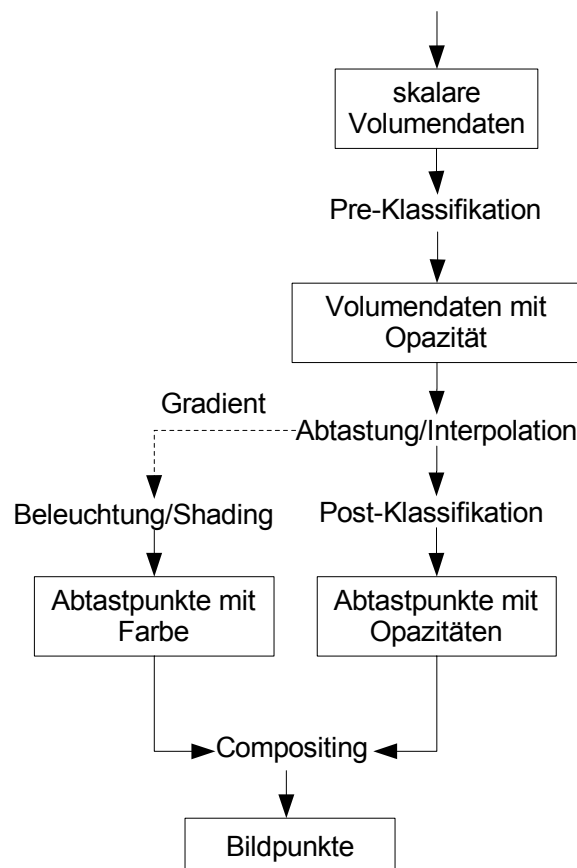 skalare
Volumendaten
Pre-Klassifikation
Volumendaten mit
Opazität
Gradient
Abtastung/Interpolation
Beleuchtung/Shading
Post-Klassifikation
Abtastpunkte mit
Farbe
Abtastpunkte mit
Opazitäten
Compositing
Bildpunkte